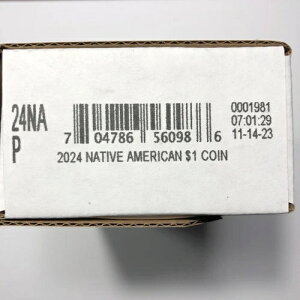 24NA
P
7 04786 56098 6
0001981
07:01:29
11-14-23
2024 NATIVE AMERICAN $1 COIN